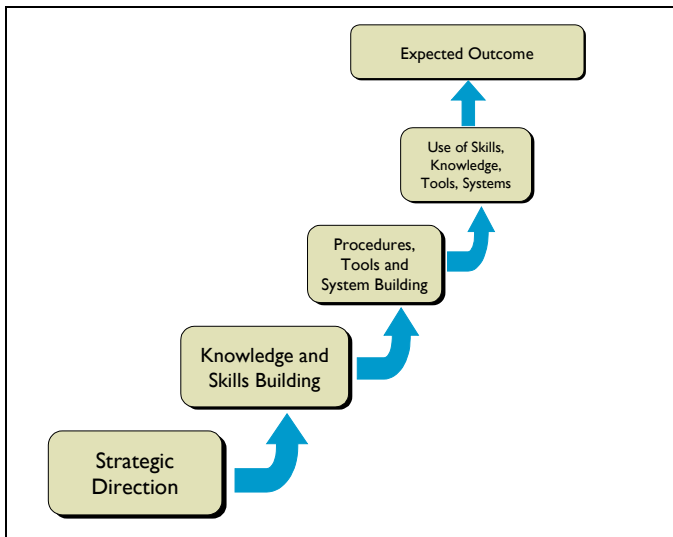 Expected Outcome
Use of Skills,
Knowledge,
Tools, Systems
Procedures,
Tools and
System Building
Knowledge and
Skills Building
Strategic
Direction